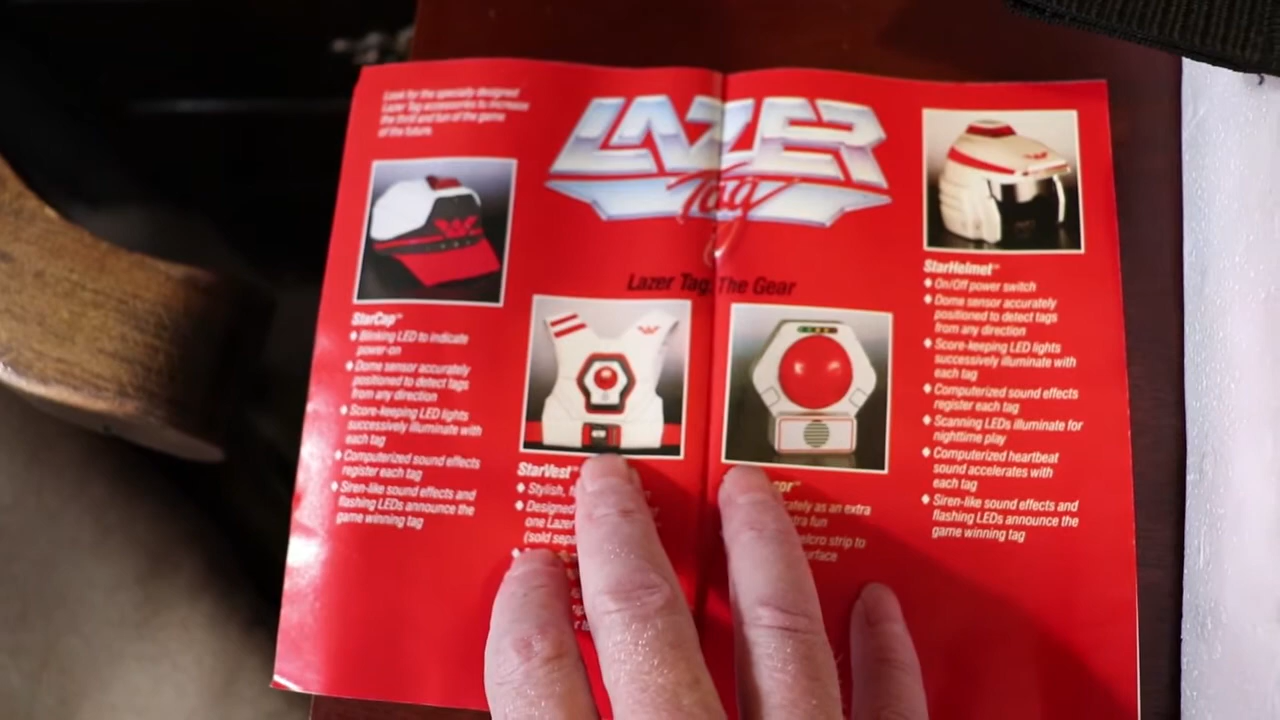 Look for the specially designed
Lazer Tag accessories to increase
the thrill and fun of the game
of the future.
LAZER
Tag
Lazer Tag, The Gear
StarCap™
◆ Blinking LED to indicate
power-on
◆ Dome sensor accurately
positioned to detect tags
from any direction
◆ Score-keeping LED lights
successively illuminate with
each tag
◆ Computerized sound effects
register each tag
◆ Siren-like sound effects and
flashing LEDs announce the
game winning tag
StarVest™
◆ Stylish,
◆ Designed
one Lazer
(sold
as an extra
fun
strip to
StarHelmet™
◆ On/Off power switch
◆ Dome sensor accurately
positioned to detect tags
from any direction
◆ Score-keeping LED lights
successively illuminate with
each tag
◆ Computerized sound effects
register each tag
◆ Scanning LEDs illuminate for
nighttime play
◆ Computerized heartbeat
sound accelerates with
each tag
◆ Siren-like sound effects and
flashing LEDs announce the
game winning tag